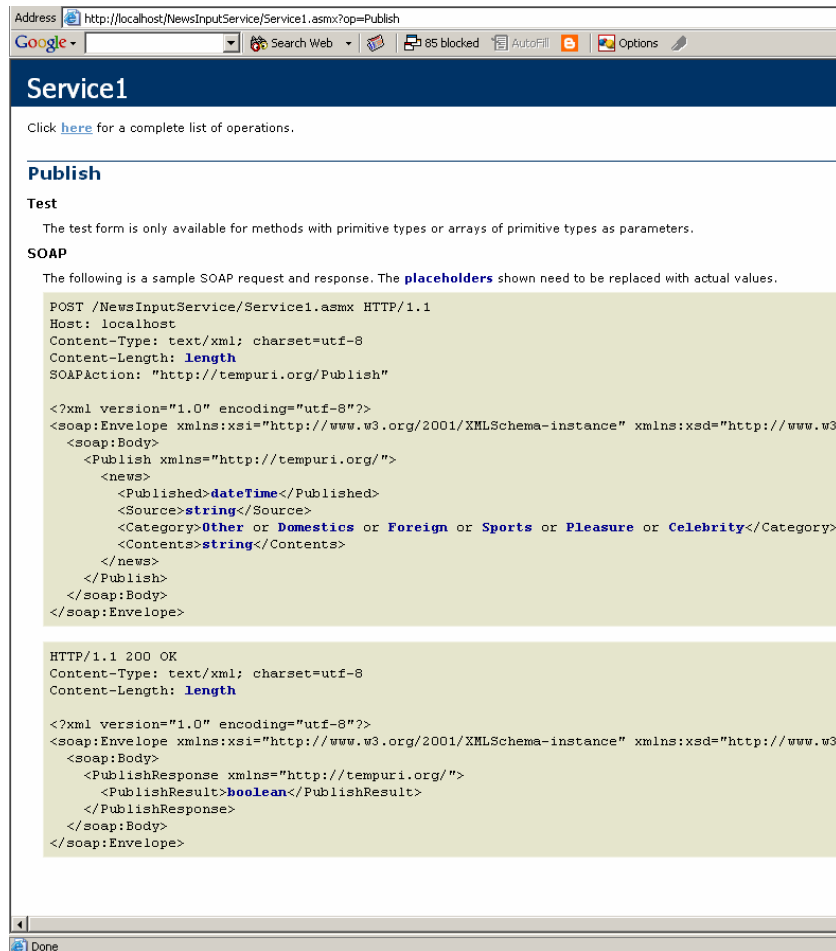 Address http://localhost/NewsInputService/Service1.asmx?op=Publish
Google Search Web 85 blocked AutoFill Options
Service1
Click here for a complete list of operations.
Publish
Test
The test form is only available for methods with primitive types or arrays of primitive types as parameters.
SOAP
The following is a sample SOAP request and response. The placeholders shown need to be replaced with actual values.
POST /NewsInputService/Service1.asmx HTTP/1.1
Host: localhost
Content-Type: text/xml; charset=utf-8
Content-Length: length
SOAPAction: "http://tempuri.org/Publish"
<?xml version="1.0" encoding="utf-8"?>
<soap:Envelope xmlns:xsi="http://www.w3.org/2001/XMLSchema-instance" xmlns:xsd="http://www.w3
<soap:Body>
<Publish xmlns="http://tempuri.org/">
<news>
<Published>dateTime</Published>
<Source>string</Source>
<Category>Other or Domestics or Foreign or Sports or Pleasure or Celebrity</Category>
<Contents>string</Contents>
</news>
</Publish>
</soap:Body>
</soap:Envelope>
HTTP/1.1 200 OK
Content-Type: text/xml; charset=utf-8
Content-Length: length
<?xml version="1.0" encoding="utf-8"?>
<soap:Envelope xmlns:xsi="http://www.w3.org/2001/XMLSchema-instance" xmlns:xsd="http://www.w3
<soap:Body>
<PublishResponse xmlns="http://tempuri.org/">
<PublishResult>boolean</PublishResult>
</PublishResponse>
</soap:Body>
</soap:Envelope>
Done